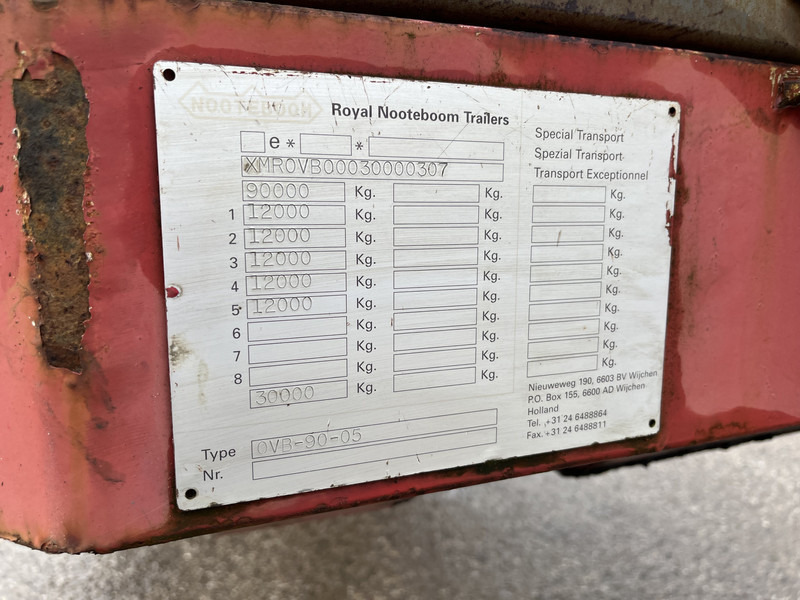 NOOTEBOOM
Royal Nooteboom Trailers
Special Transport
Spezial Transport
Transport Exceptionnel
e* *
XMR0VB00030000307
90000 Kg. Kg. Kg.
1 12000 Kg. Kg. Kg.
2 12000 Kg. Kg. Kg.
3 12000 Kg. Kg. Kg.
4 12000 Kg. Kg. Kg.
5 12000 Kg. Kg. Kg.
6 Kg. Kg. Kg.
7 Kg. Kg. Kg.
8 Kg. Kg. Kg.
30000 Kg. Kg. Kg.
Nieuweweg 190, 6603 BV Wijchen
P.O. Box 155, 6600 AD Wijchen
Holland
Tel. +31 24 6488864
Fax. +31 24 6488811
Type OVB-90-05
Nr.